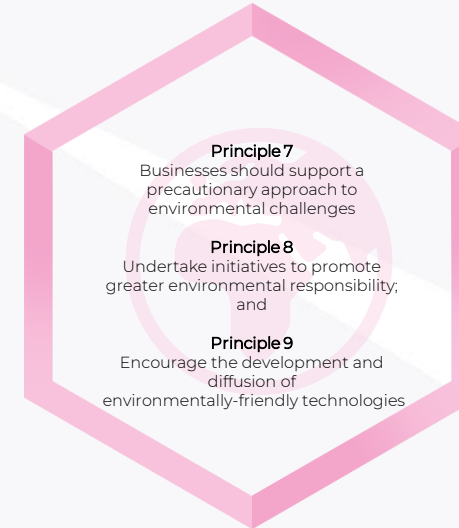 Principle 7
Businesses should support a
precautionary approach to
environmental challenges
Principle 8
Undertake initiatives to promote
greater environmental responsibility;
and
Principle 9
Encourage the development and
diffusion of
environmentally-friendly technologies